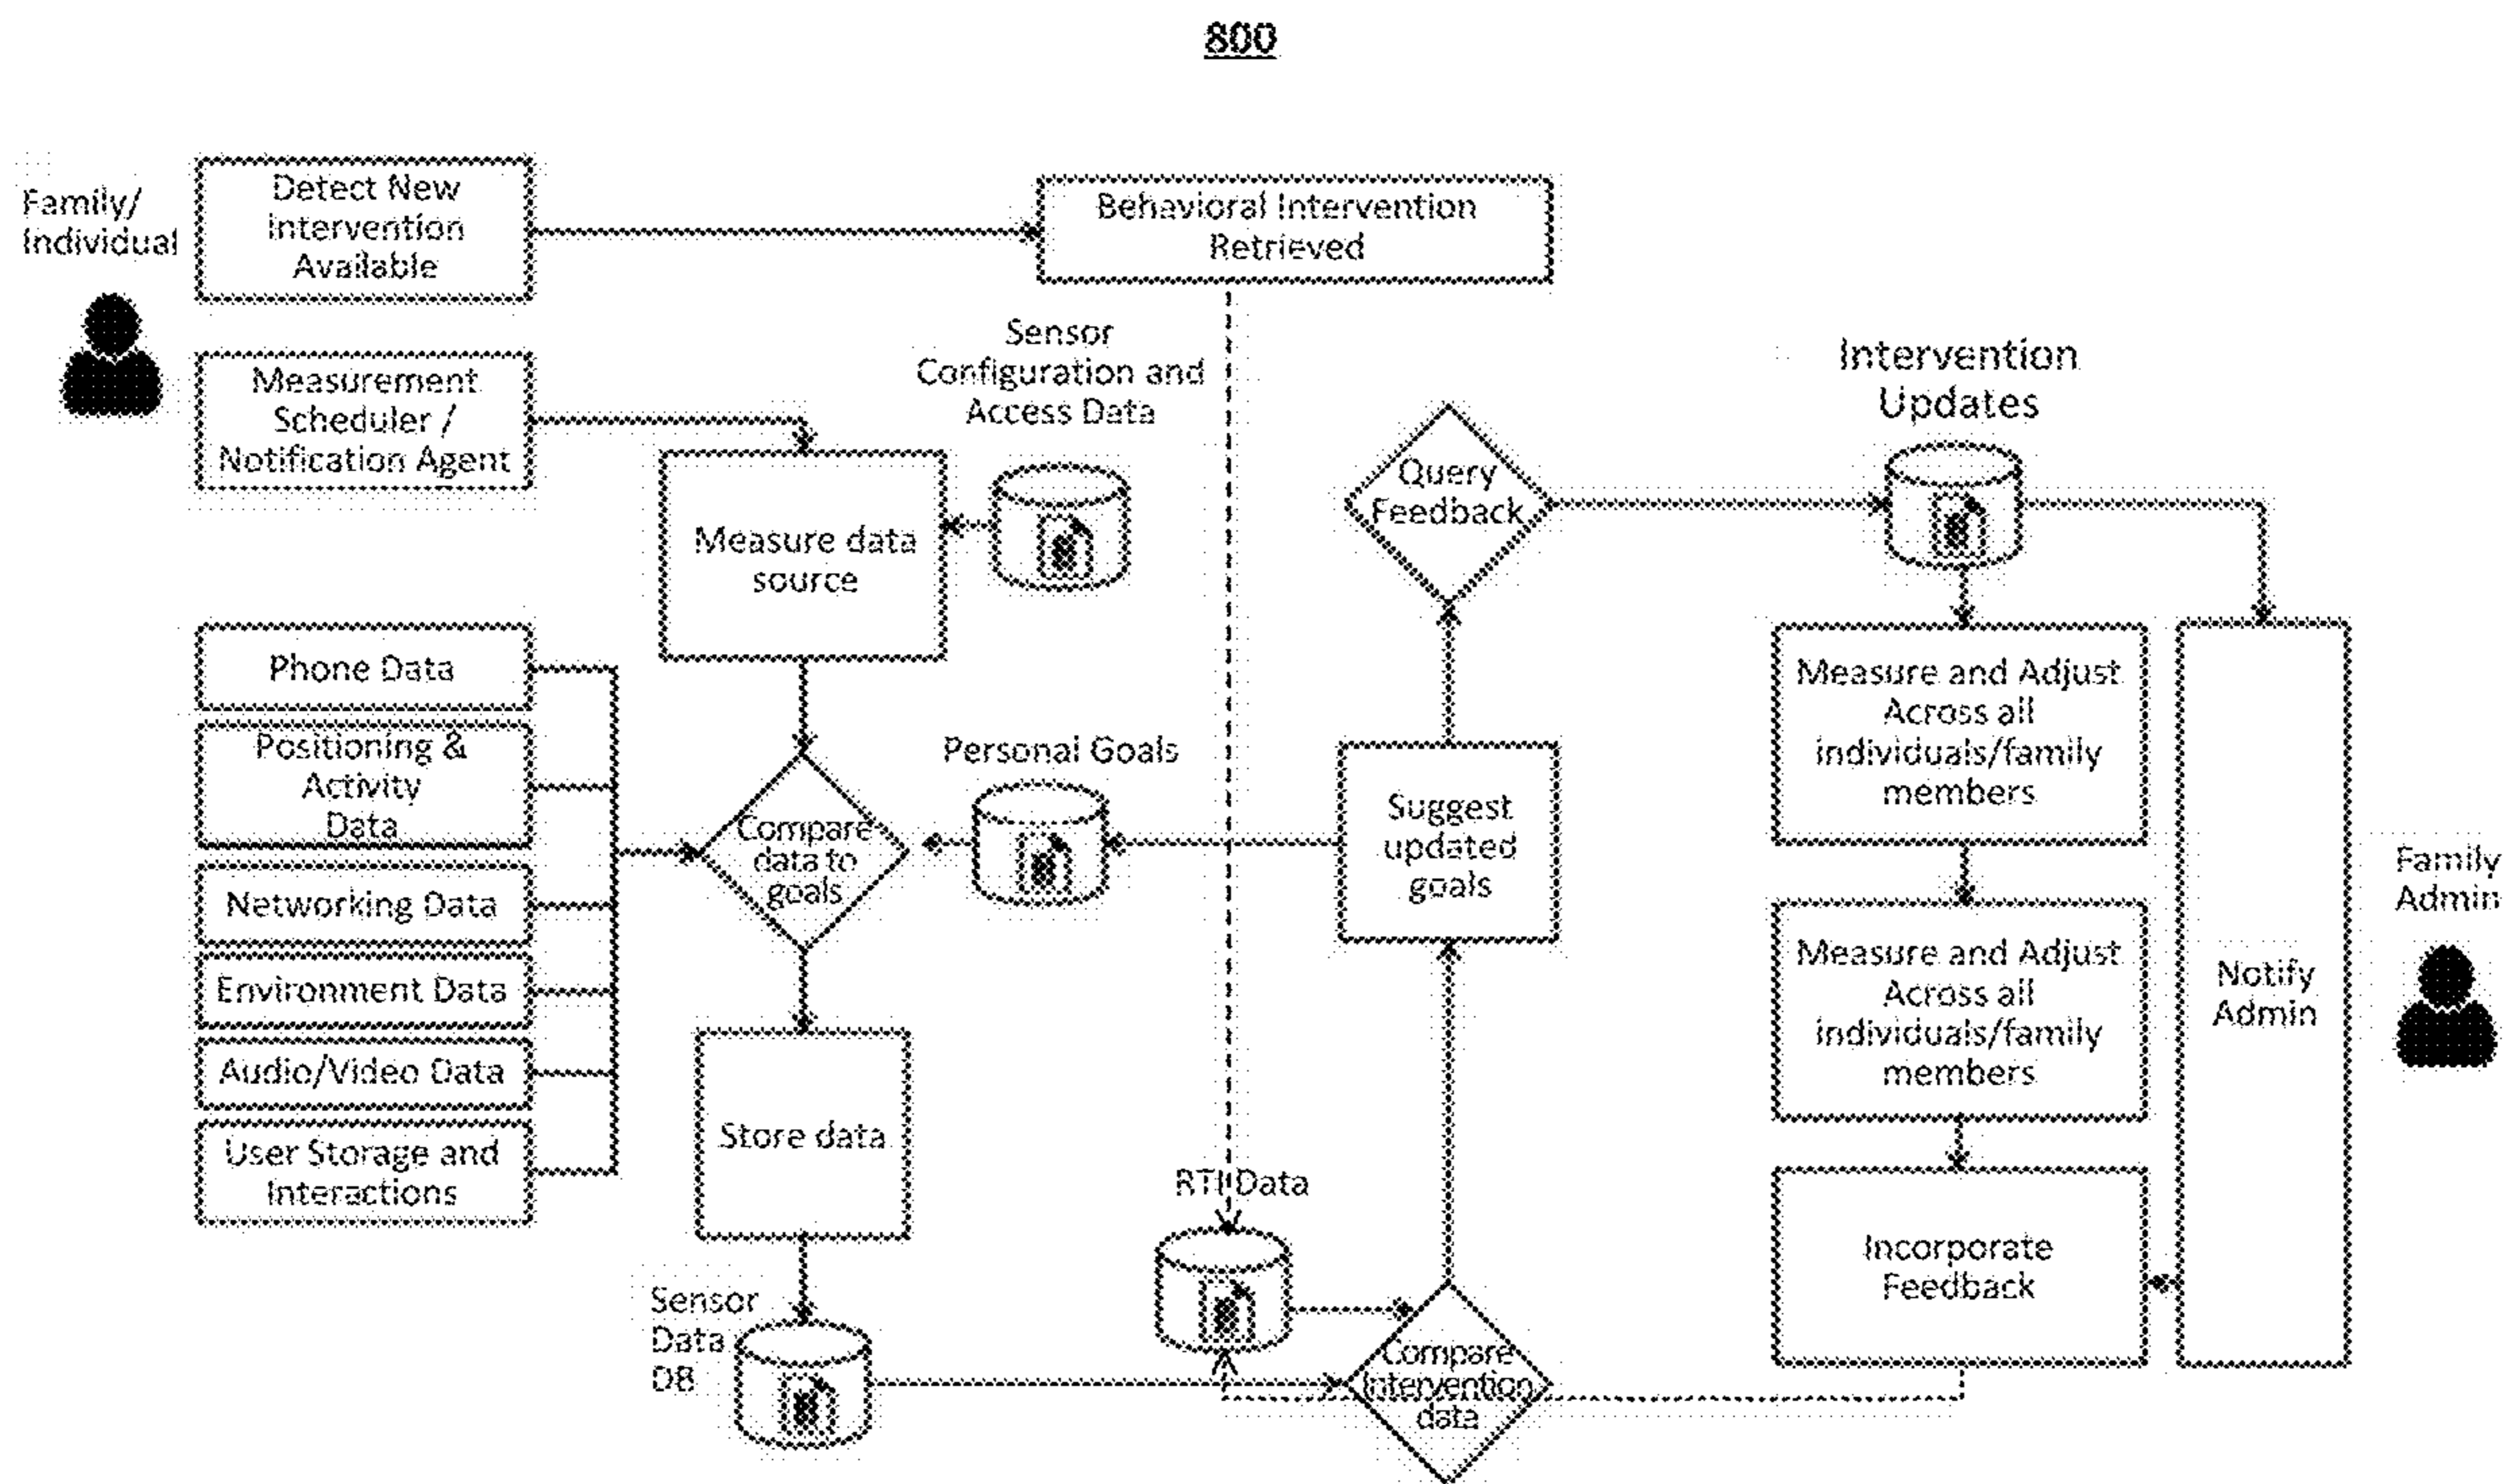 800
Family/
Individual
Detect New
Intervention
Available
Behavioral Intervention
Retrieved
Measurement
Scheduler /
Notification Agent
Sensor
Configuration and
Access Data
Intervention
Updates
Measure data
source
Query
Feedback
Phone Data
Positioning &
Activity
Data
Networking Data
Environment Data
Audio/Video Data
User Storage and
Interactions
Compare
data to
goals
Personal Goals
Suggest
updated
goals
Measure and Adjust
Across all
individuals/family
members
Measure and Adjust
Across all
individuals/family
members
Notify
Admin
Family
Admin
Store data
RTI Data
Incorporate
Feedback
Sensor
Data
DB
Compare
intervention
data